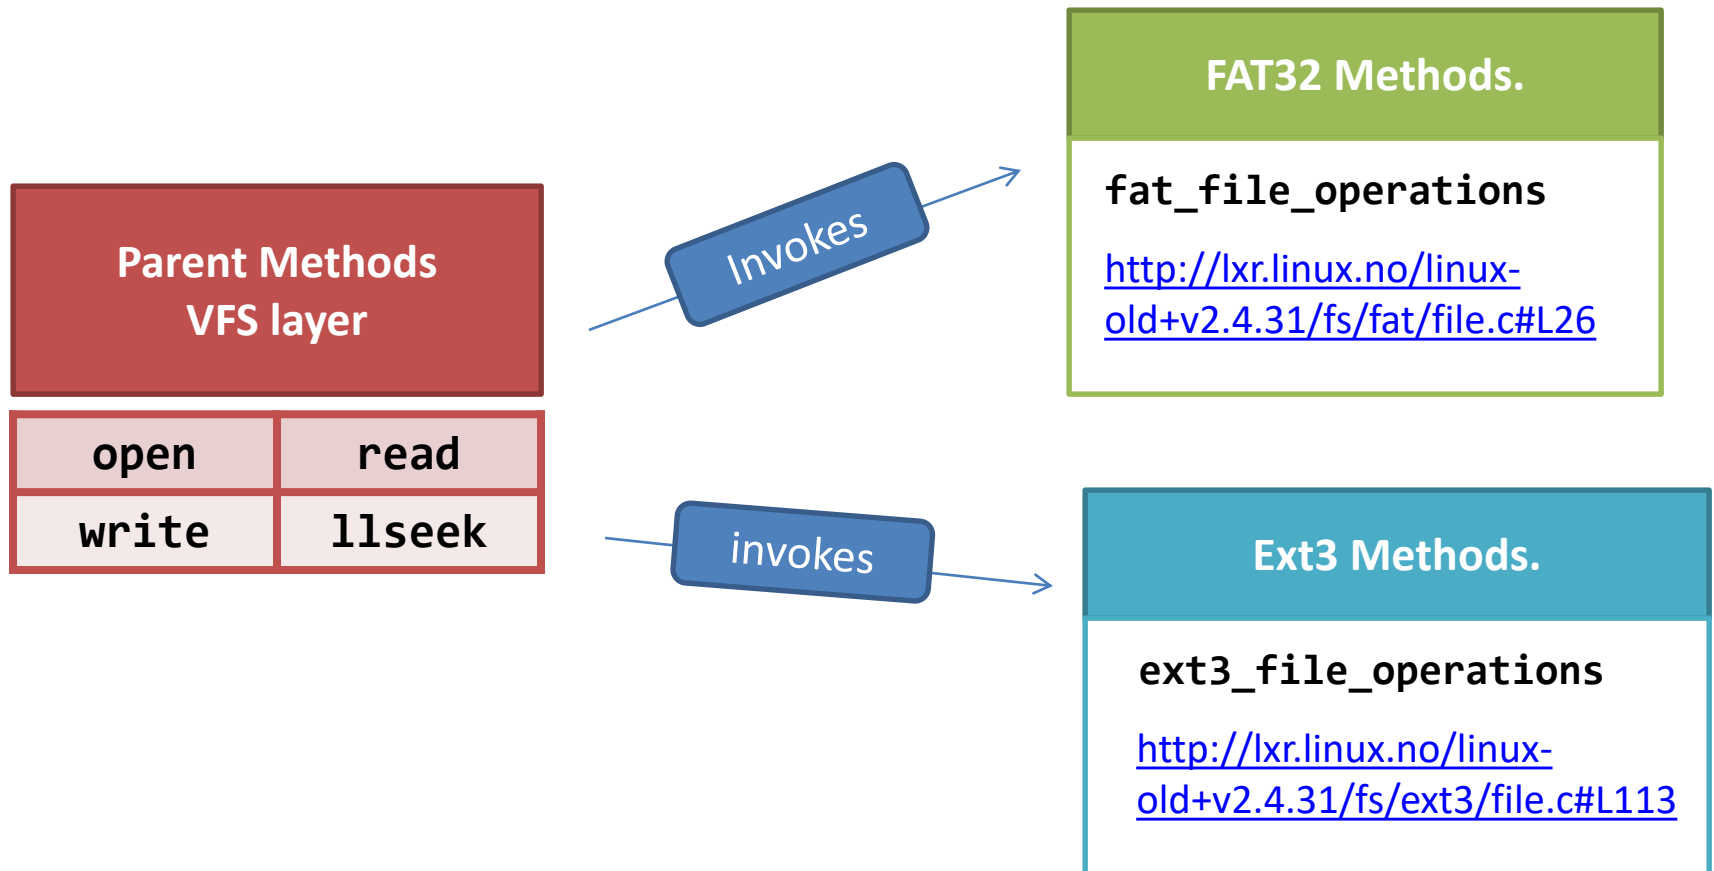 Parent Methods
VFS layer
open read
write llseek
Invokes
invokes
FAT32 Methods.
fat_file_operations
http://lxr.linux.no/linux-
old+v2.4.31/fs/fat/file.c#L26
Ext3 Methods.
ext3_file_operations
http://lxr.linux.no/linux-
old+v2.4.31/fs/ext3/file.c#L113